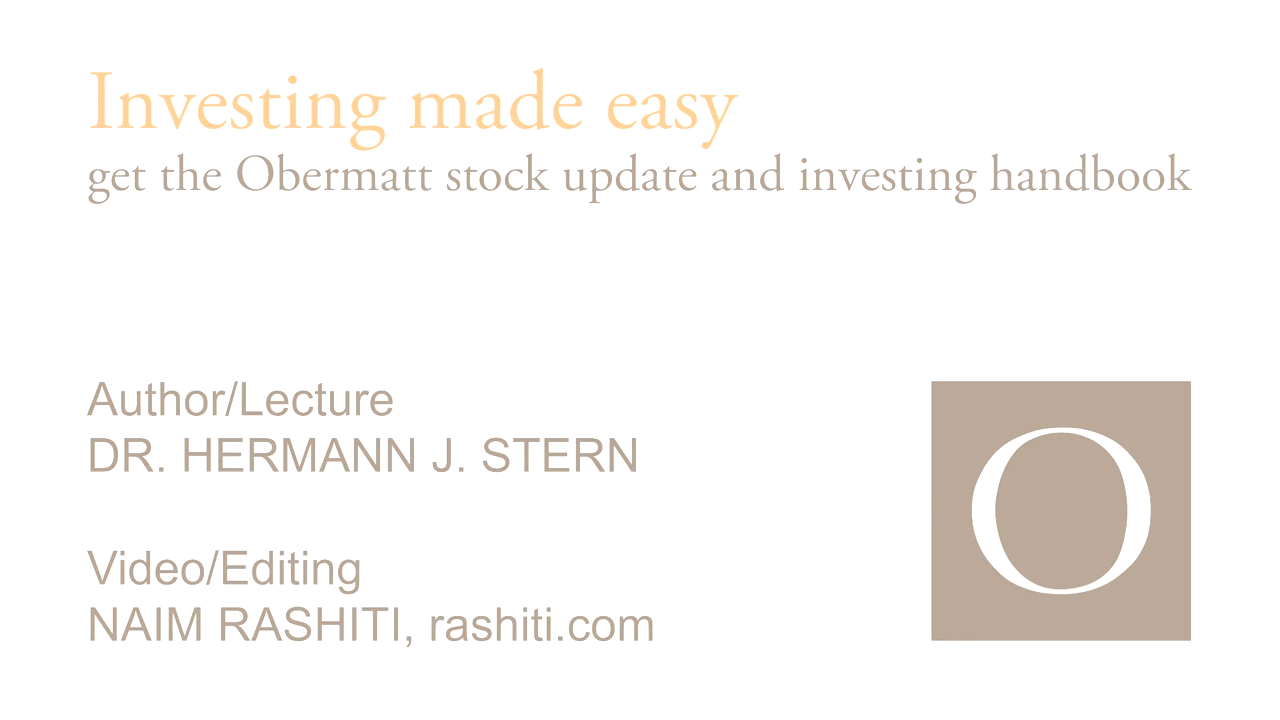 Investing made easy
get the Obermatt stock update and investing handbook
Author/Lecture
DR. HERMANN J. STERN
Video/Editing
NAIM RASHITI, rashiti.com
O